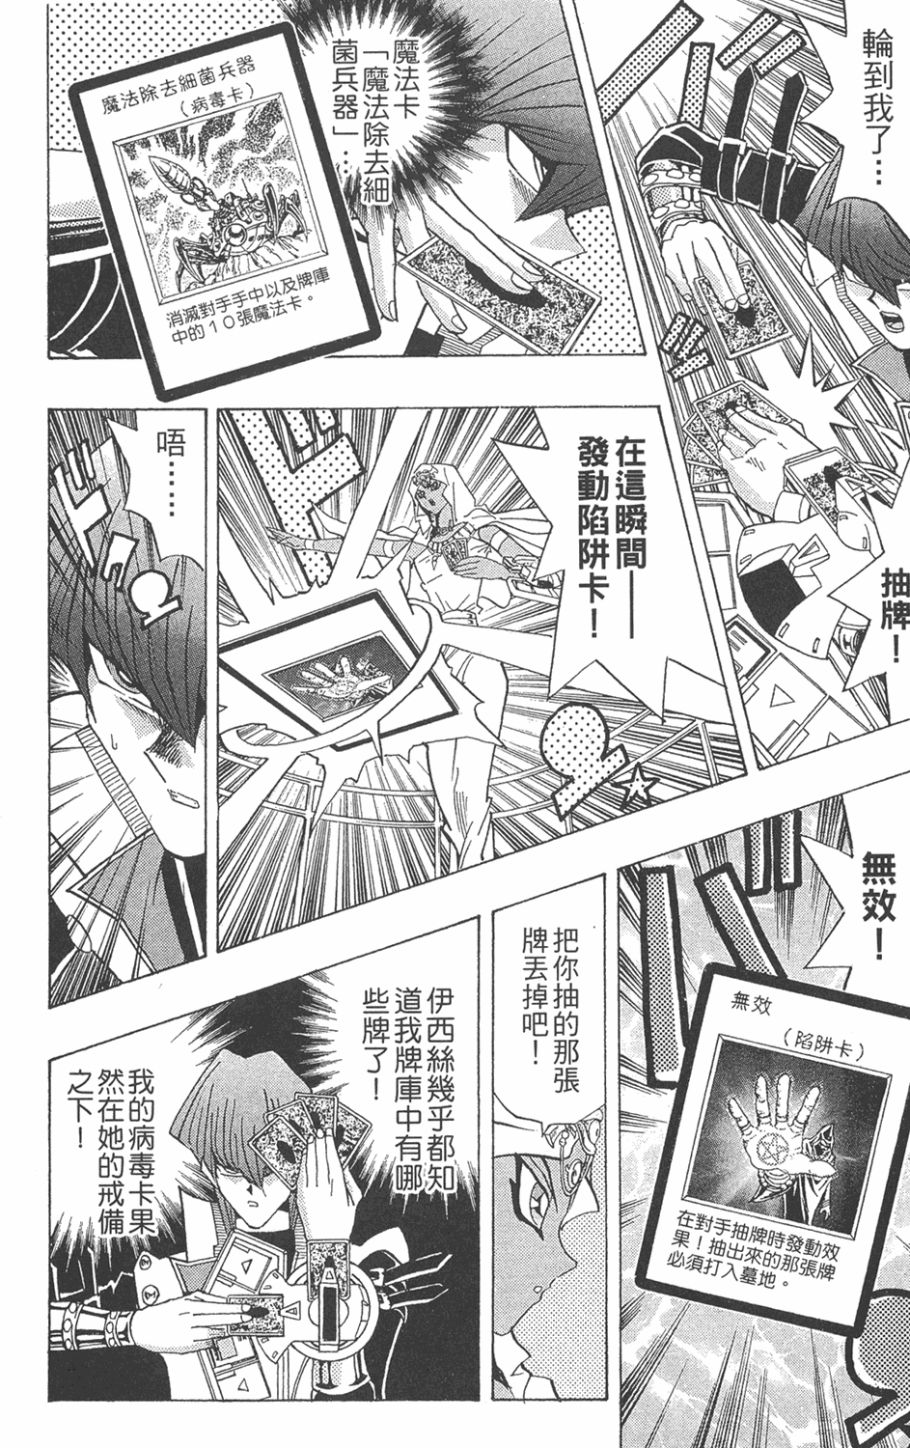 輪到我了…
抽牌！
魔法卡
「魔法除去細
菌兵器」…
魔法除去細菌兵器
（病毒卡）
消滅對手手中以及牌庫
中的１０張魔法卡。
在這瞬間——
發動陷阱卡！
唔……
無效！
無效
（陷阱卡）
在對手抽牌時發動效
果！抽出來的那張牌
必須打入墓地。
把你抽的那張
牌丟掉吧！
伊西絲幾乎都知
道我牌庫中有哪
些牌了！
我的病毒卡果
然在她的戒備
之下！